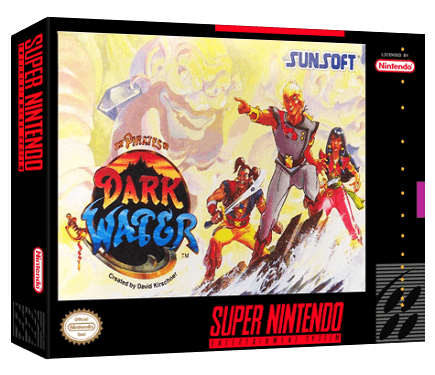 SUPER NINTENDO
Nintendo
SUNSOFT
LICENSED BY
Nintendo
THE PIRATES OF
DARK
WATER
TM
Created by David Kirschner
Official
Nintendo
Seal
SUPER NINTENDO
ENTERTAINMENT SYSTEM